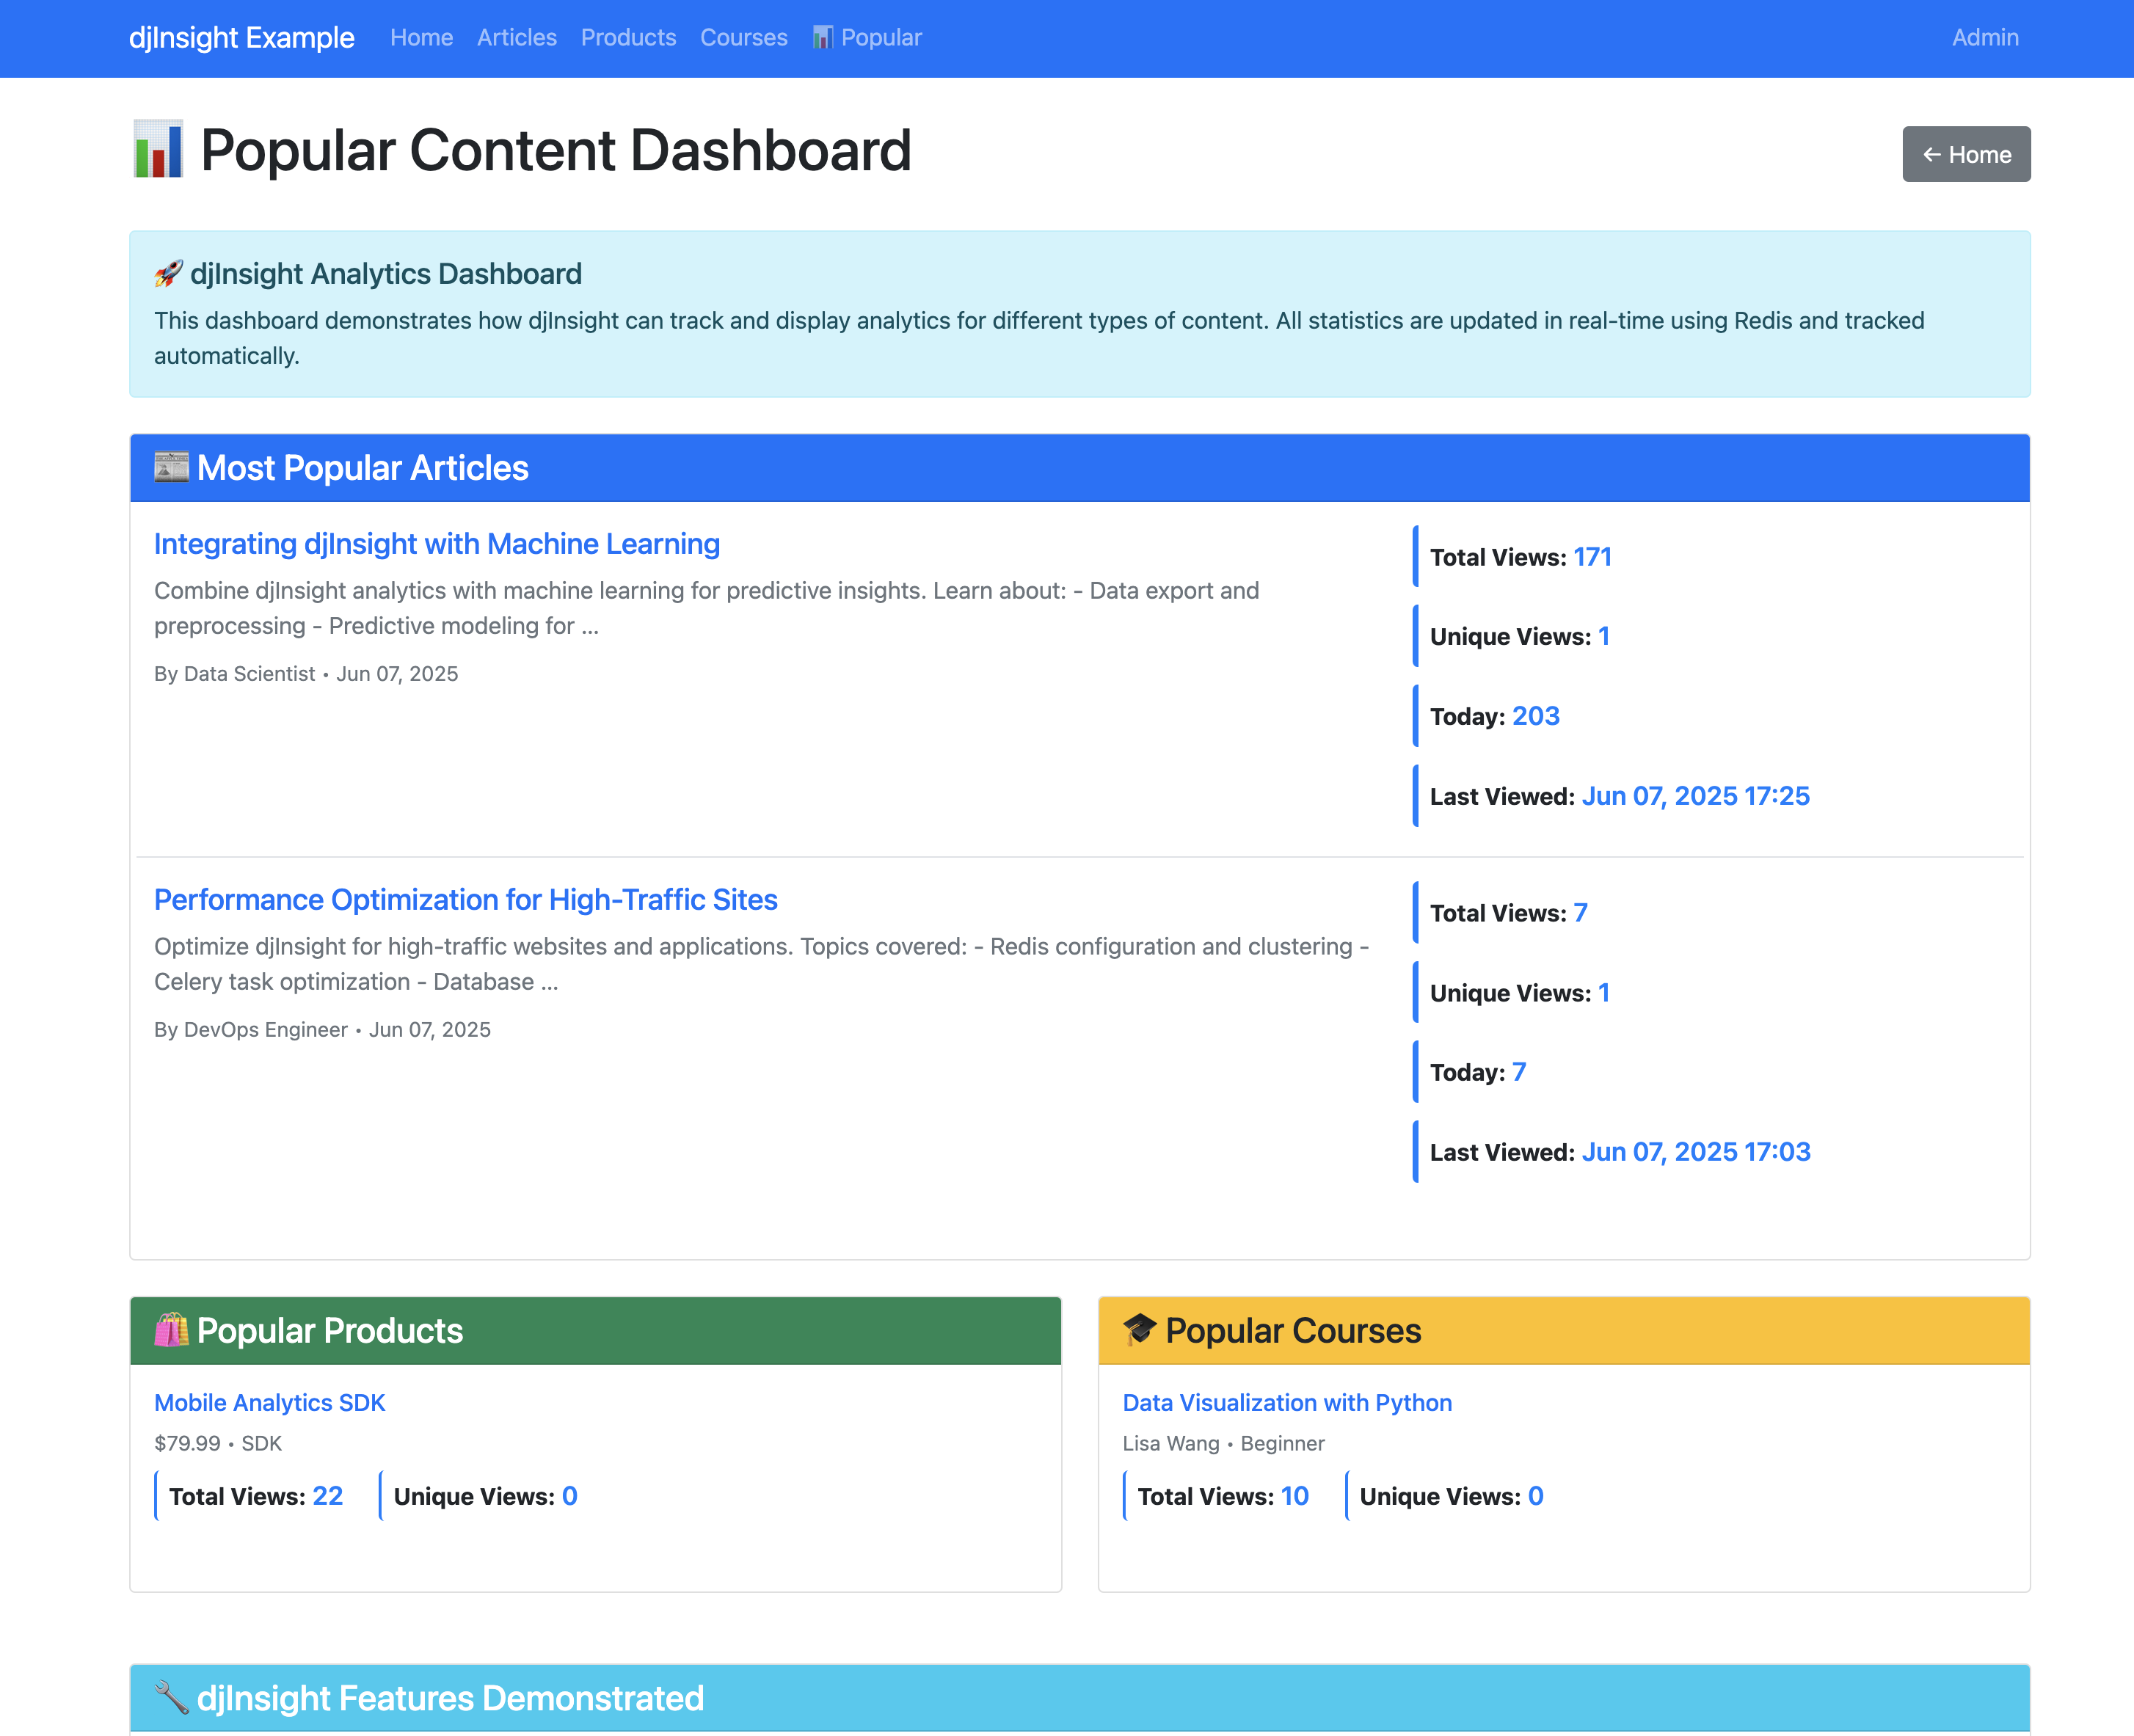 djInsight Example Home Articles Products Courses 📊 Popular Admin
📊 Popular Content Dashboard
← Home
🚀 djInsight Analytics Dashboard
This dashboard demonstrates how djInsight can track and display analytics for different types of content. All statistics are updated in real-time using Redis and tracked
automatically.
📰 Most Popular Articles
Integrating djInsight with Machine Learning
Combine djInsight analytics with machine learning for predictive insights. Learn about: - Data export and
preprocessing - Predictive modeling for ...
By Data Scientist • Jun 07, 2025
Total Views: 171
Unique Views: 1
Today: 203
Last Viewed: Jun 07, 2025 17:25
Performance Optimization for High-Traffic Sites
Optimize djInsight for high-traffic websites and applications. Topics covered: - Redis configuration and clustering -
Celery task optimization - Database ...
By DevOps Engineer • Jun 07, 2025
Total Views: 7
Unique Views: 1
Today: 7
Last Viewed: Jun 07, 2025 17:03
🛍️ Popular Products
Mobile Analytics SDK
$79.99 • SDK
Total Views: 22 Unique Views: 0
🎓 Popular Courses
Data Visualization with Python
Lisa Wang • Beginner
Total Views: 10 Unique Views: 0
🔧 djInsight Features Demonstrated